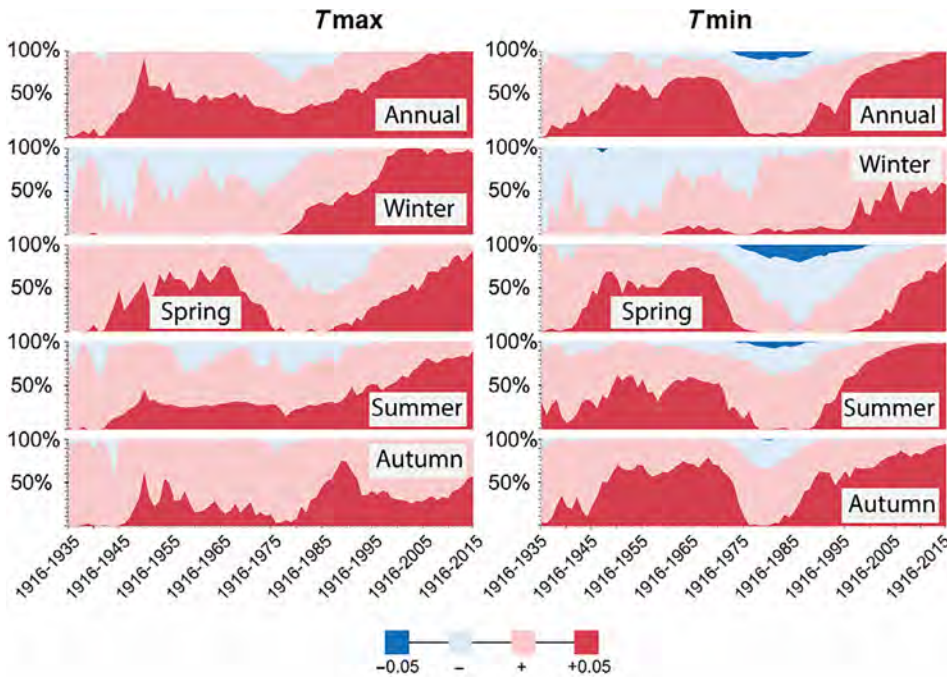 Tmax Tmin
100% 100%
50% 50%
Annual Annual
100% 100%
50% 50%
Winter Winter
100% 100%
50% 50%
Spring Spring
100% 100%
50% 50%
Summer Summer
100% 100%
50% 50%
Autumn Autumn
1916-1935 1916-1945 1916-1955 1916-1965 1916-1975 1916-1985 1916-1995 1916-2005 1916-2015 1916-1935 1916-1945 1916-1955 1916-1965 1916-1975 1916-1985 1916-1995 1916-2005 1916-2015
−0.05 − + +0.05